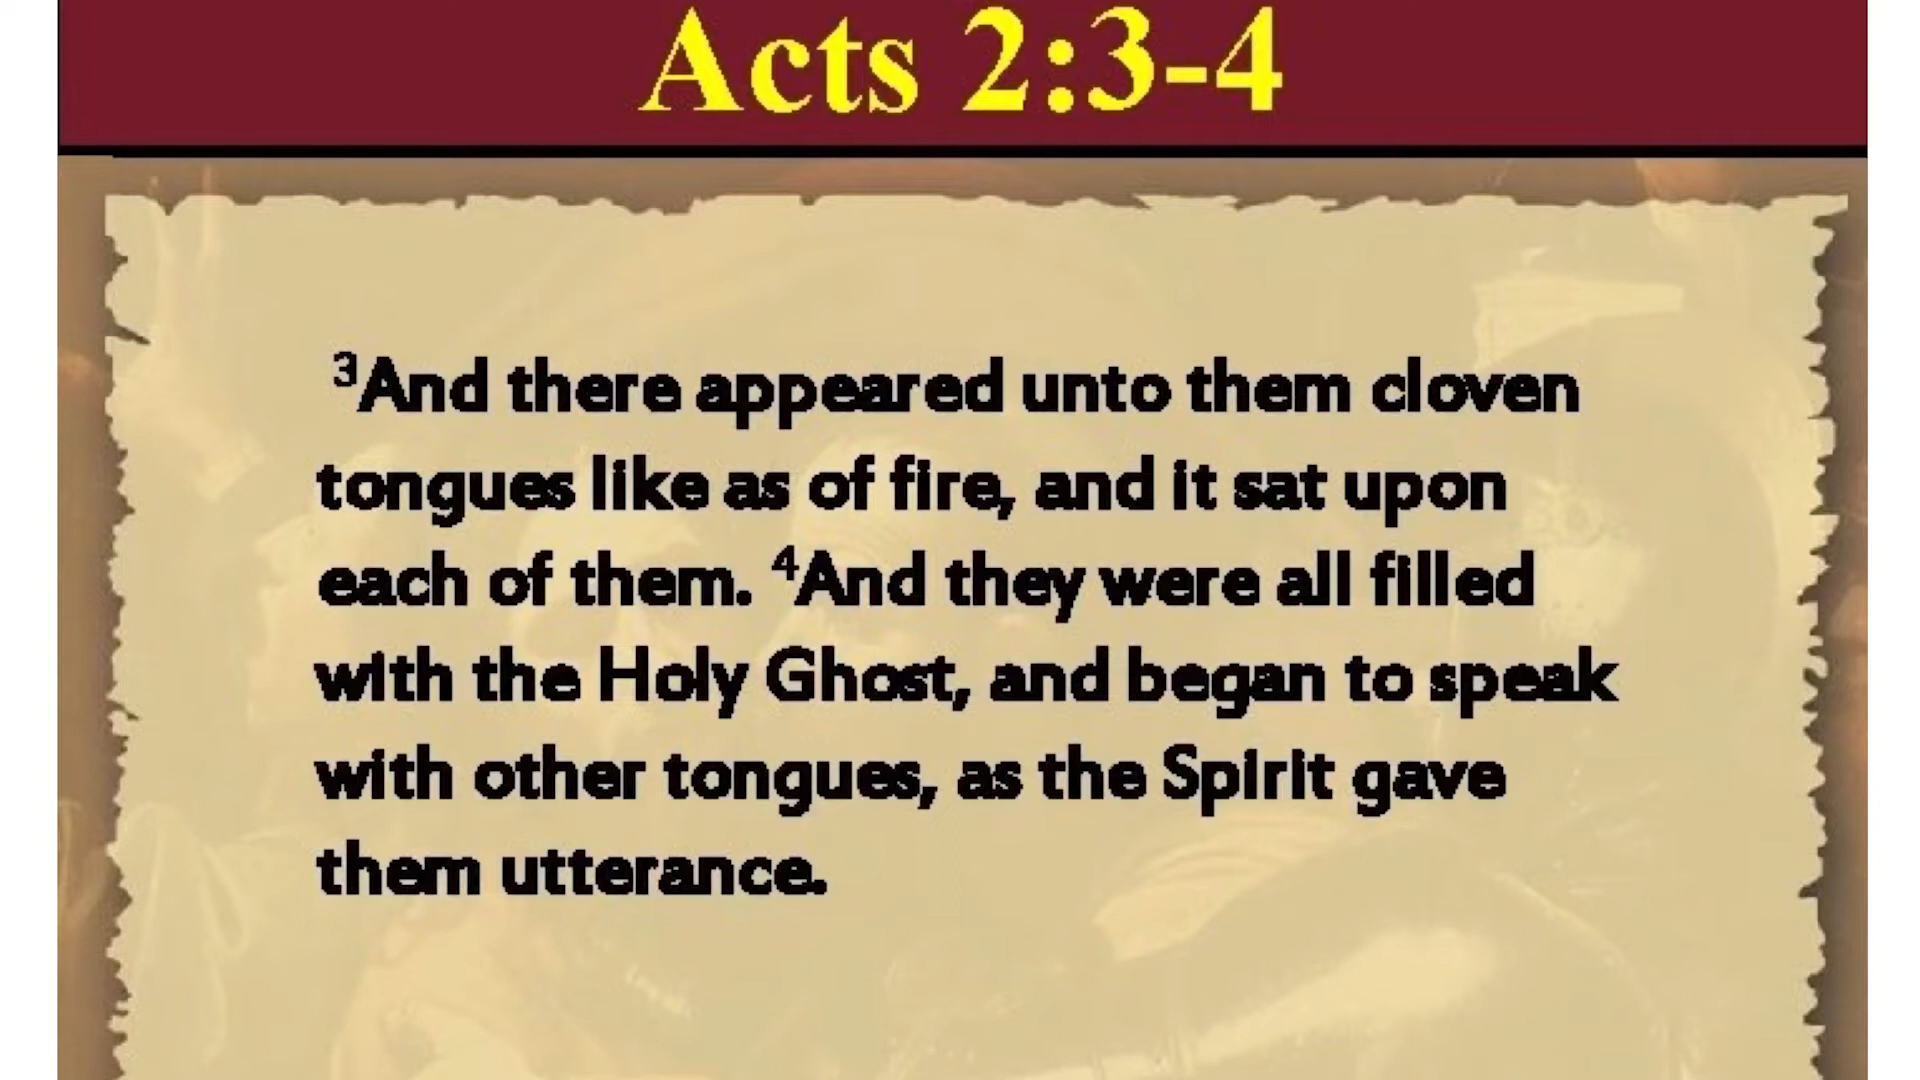 Acts 2:3-4
³And there appeared unto them cloven
tongues like as of fire, and it sat upon
each of them. ⁴And they were all filled
with the Holy Ghost, and began to speak
with other tongues, as the Spirit gave
them utterance.